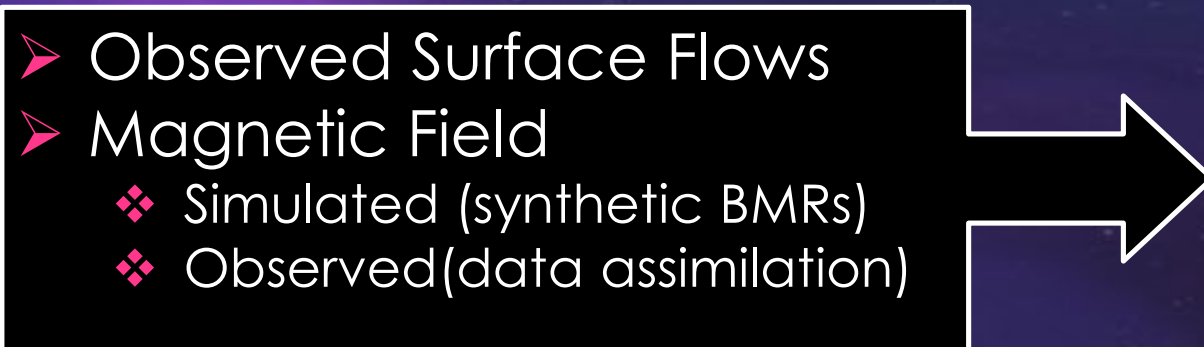 Observed Surface Flows
Magnetic Field
Simulated (synthetic BMRs)
Observed(data assimilation)